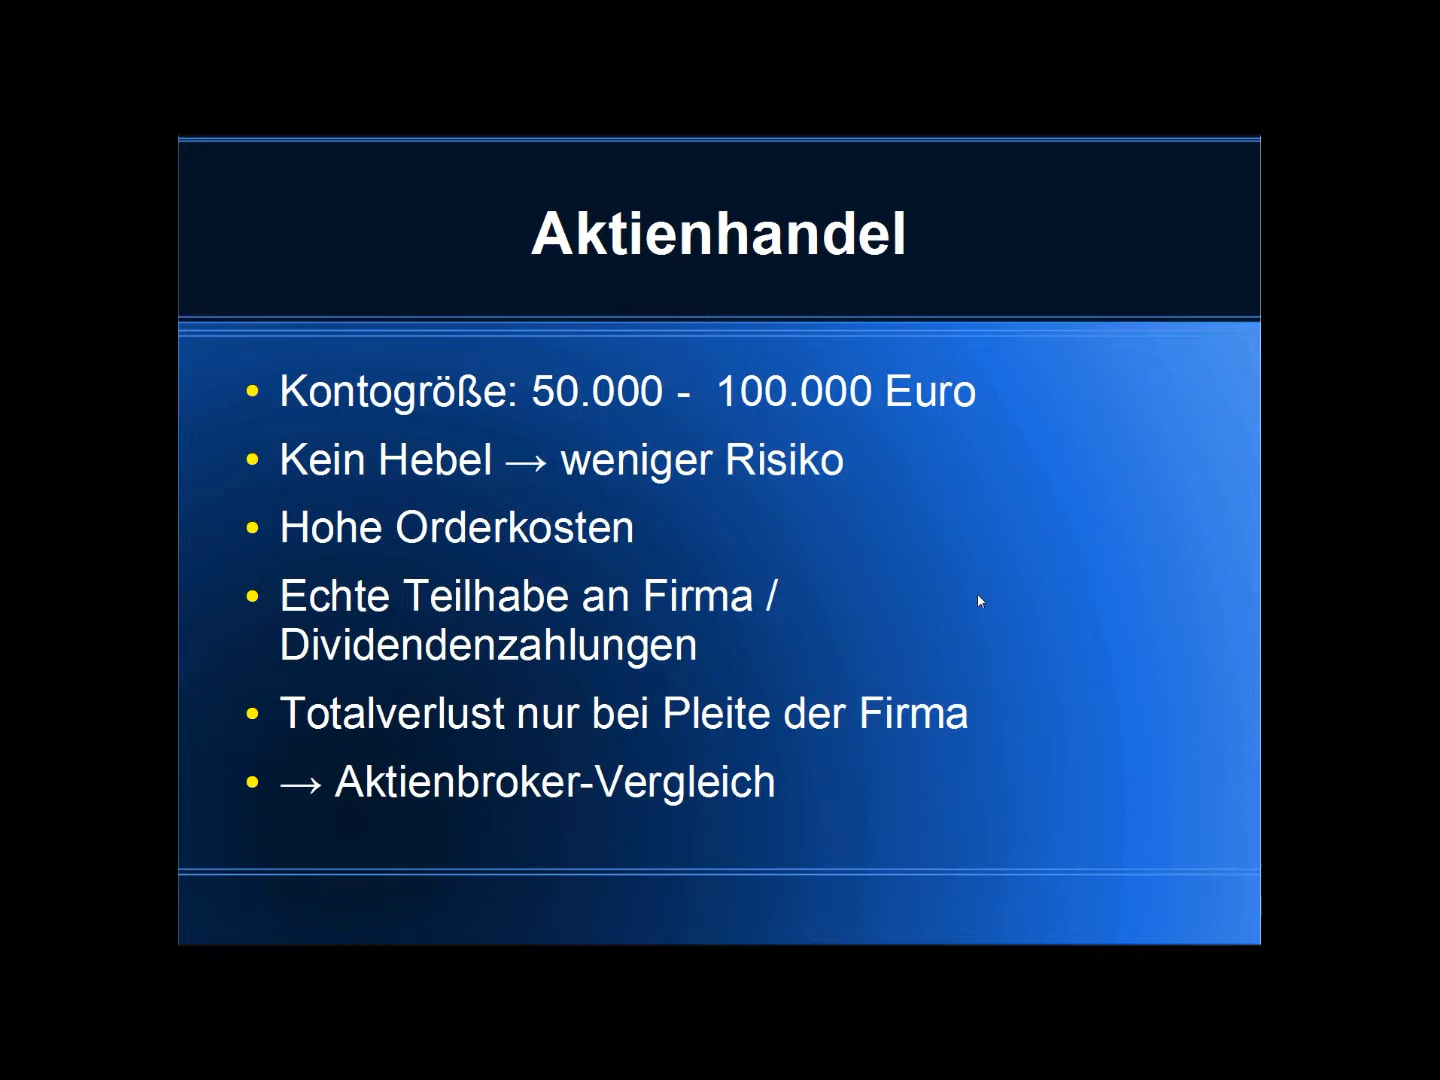 Aktienhandel
• Kontogröße: 50.000 - 100.000 Euro
• Kein Hebel → weniger Risiko
• Hohe Orderkosten
• Echte Teilhabe an Firma /
Dividendenzahlungen
• Totalverlust nur bei Pleite der Firma
• → Aktienbroker-Vergleich